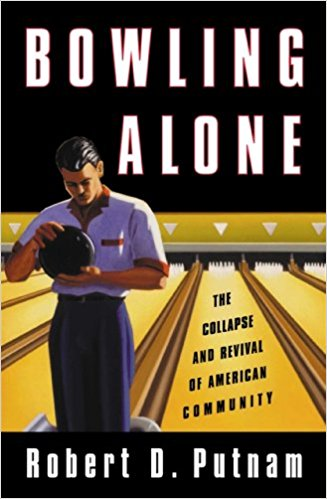 BOWLING
ALONE
THE
COLLAPSE
AND REVIVAL
OF AMERICAN
COMMUNITY
Robert D. Putnam